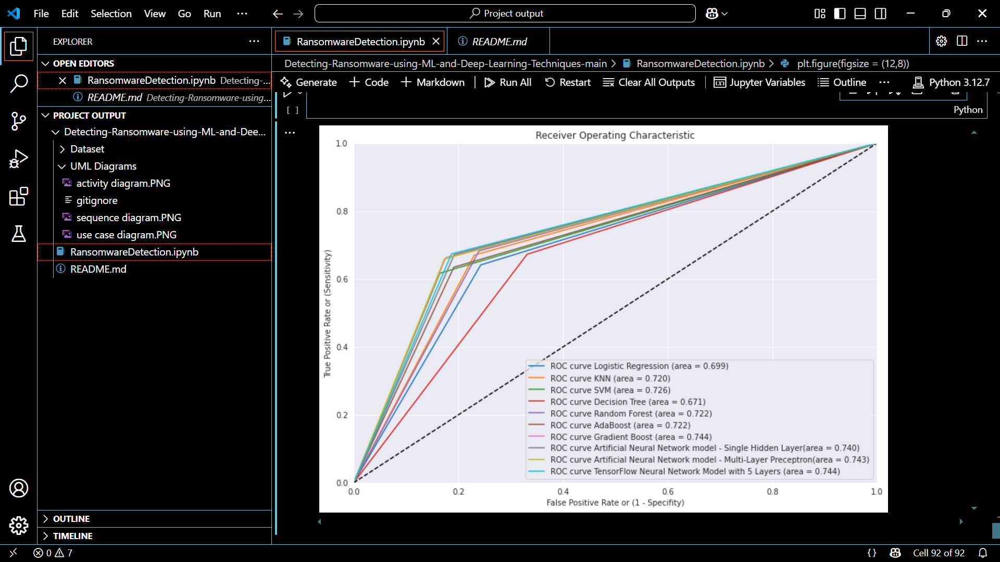 File Edit Selection View Go Run ···
Project output
EXPLORER
OPEN EDITORS
RansomwareDetection.ipynb Detecting-...
README.md Detecting-Ransomware-using...
PROJECT OUTPUT
Detecting-Ransomware-using-ML-and-Dee...
Dataset
UML Diagrams
activity diagram.PNG
gitignore
sequence diagram.PNG
use case diagram.PNG
RansomwareDetection.ipynb
README.md
OUTLINE
TIMELINE
RansomwareDetection.ipynb
README.md
Detecting-Ransomware-using-ML-and-Deep-Learning-Techniques-main > RansomwareDetection.ipynb > plt.figure(figsize = (12,8))
Generate + Code + Markdown Run All Restart Clear All Outputs Jupyter Variables Outline ··· Python 3.12.7
[ ]
Python
Receiver Operating Characteristic
1.0
0.8
0.6
0.4
0.2
0.0
True Positive Rate or (Sensitivity)
ROC curve Logistic Regression (area = 0.699)
ROC curve KNN (area = 0.720)
ROC curve SVM (area = 0.726)
ROC curve Decision Tree (area = 0.671)
ROC curve Random Forest (area = 0.722)
ROC curve AdaBoost (area = 0.722)
ROC curve Gradient Boost (area = 0.744)
ROC curve Artificial Neural Network model - Single Hidden Layer(area = 0.740)
ROC curve Artificial Neural Network model - Multi-Layer Preceptron(area = 0.743)
ROC curve TensorFlow Neural Network Model with 5 Layers (area = 0.744)
0.0 0.2 0.4 0.6 0.8 1.0
False Positive Rate or (1 - Specifity)
0 7
{} Cell 92 of 92